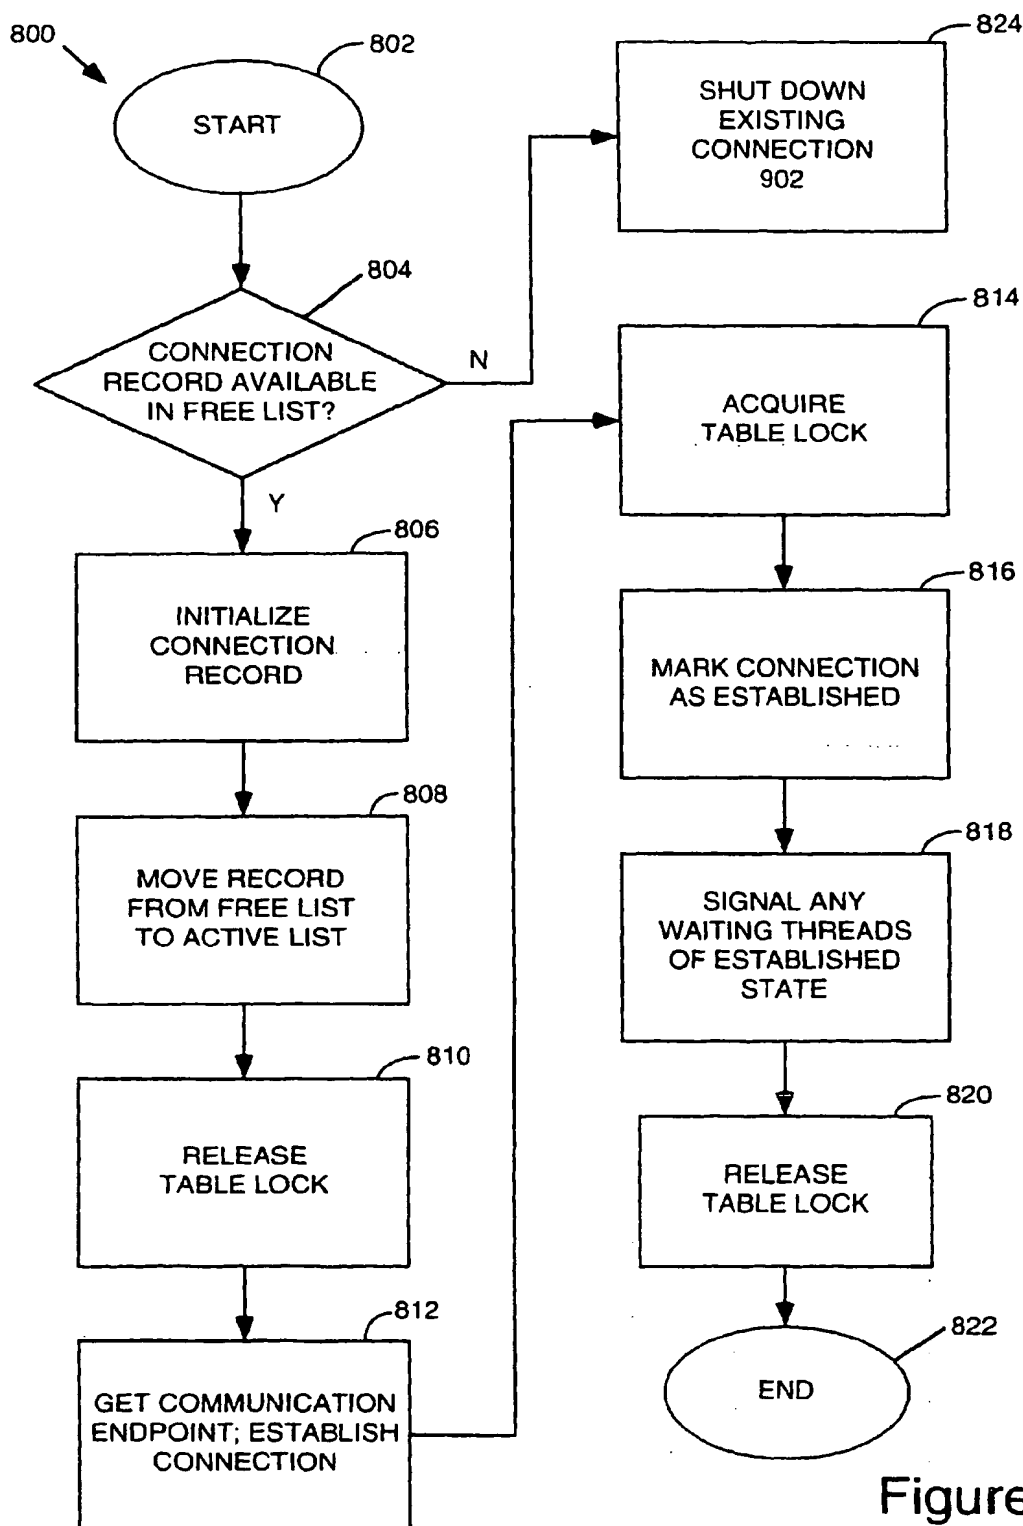 800
802
START
804
CONNECTION
RECORD AVAILABLE
IN FREE LIST?
N
Y
806
INITIALIZE
CONNECTION
RECORD
808
MOVE RECORD
FROM FREE LIST
TO ACTIVE LIST
810
RELEASE
TABLE LOCK
812
GET COMMUNICATION
ENDPOINT; ESTABLISH
CONNECTION
824
SHUT DOWN
EXISTING
CONNECTION
902
814
ACQUIRE
TABLE LOCK
816
MARK CONNECTION
AS ESTABLISHED
818
SIGNAL ANY
WAITING THREADS
OF ESTABLISHED
STATE
820
RELEASE
TABLE LOCK
822
END
Figure